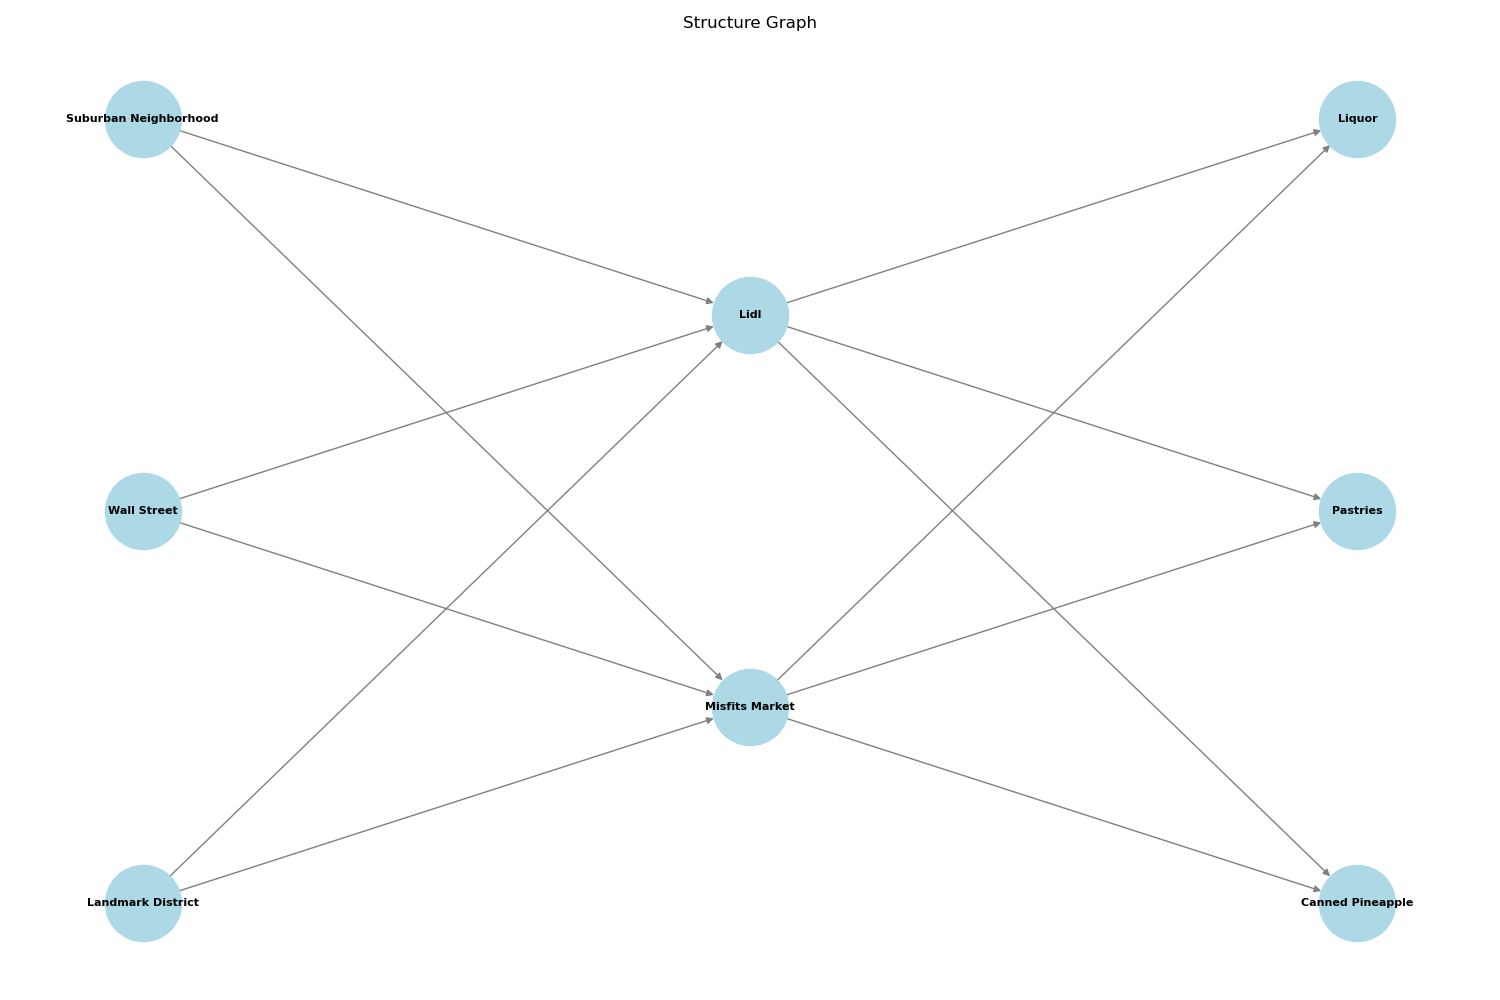 Structure Graph
Suburban Neighborhood
Liquor
Lidl
Wall Street
Pastries
Misfits Market
Landmark District
Canned Pineapple